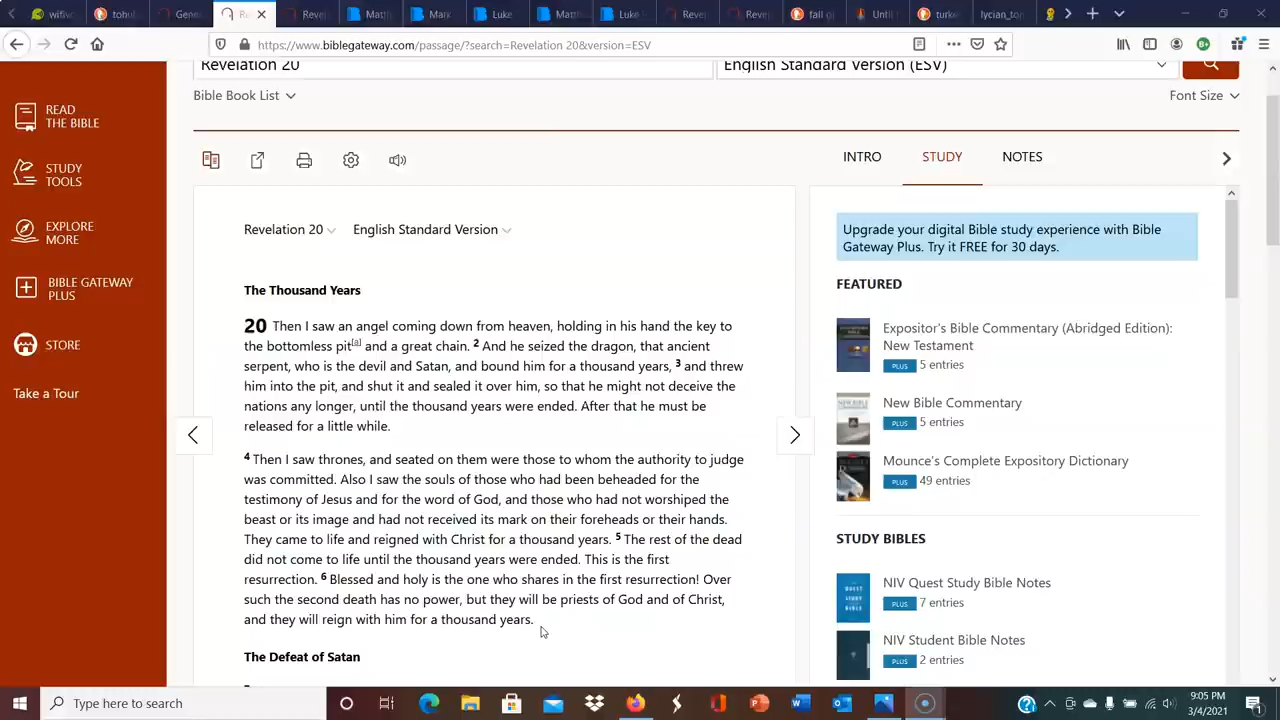 tohu
Gene
Re
Reve
Matt
Mark
Luke
Matt
Luke
Reve
Reve
fall gl
Until
turke
lycian_to
https://www.biblegateway.com/passage/?search=Revelation 20&version=ESV
Revelation 20
English Standard Version (ESV)
Bible Book List
Font Size
READ
THE BIBLE
STUDY
TOOLS
EXPLORE
MORE
BIBLE GATEWAY
PLUS
STORE
Take a Tour
INTRO STUDY NOTES
Revelation 20 English Standard Version
The Thousand Years
20 Then I saw an angel coming down from heaven, holding in his hand the key to
the bottomless pit[a] and a great chain. 2 And he seized the dragon, that ancient
serpent, who is the devil and Satan, and bound him for a thousand years, 3 and threw
him into the pit, and shut it and sealed it over him, so that he might not deceive the
nations any longer, until the thousand years were ended. After that he must be
released for a little while.
4 Then I saw thrones, and seated on them were those to whom the authority to judge
was committed. Also I saw the souls of those who had been beheaded for the
testimony of Jesus and for the word of God, and those who had not worshiped the
beast or its image and had not received its mark on their foreheads or their hands.
They came to life and reigned with Christ for a thousand years. 5 The rest of the dead
did not come to life until the thousand years were ended. This is the first
resurrection. 6 Blessed and holy is the one who shares in the first resurrection! Over
such the second death has no power, but they will be priests of God and of Christ,
and they will reign with him for a thousand years.
The Defeat of Satan
Upgrade your digital Bible study experience with Bible
Gateway Plus. Try it FREE for 30 days.
FEATURED
Expositor's Bible Commentary (Abridged Edition):
New Testament
PLUS 5 entries
New Bible Commentary
PLUS 5 entries
Mounce's Complete Expository Dictionary
PLUS 49 entries
STUDY BIBLES
NIV Quest Study Bible Notes
PLUS 7 entries
NIV Student Bible Notes
PLUS 2 entries
Type here to search
9:05 PM
3/4/2021